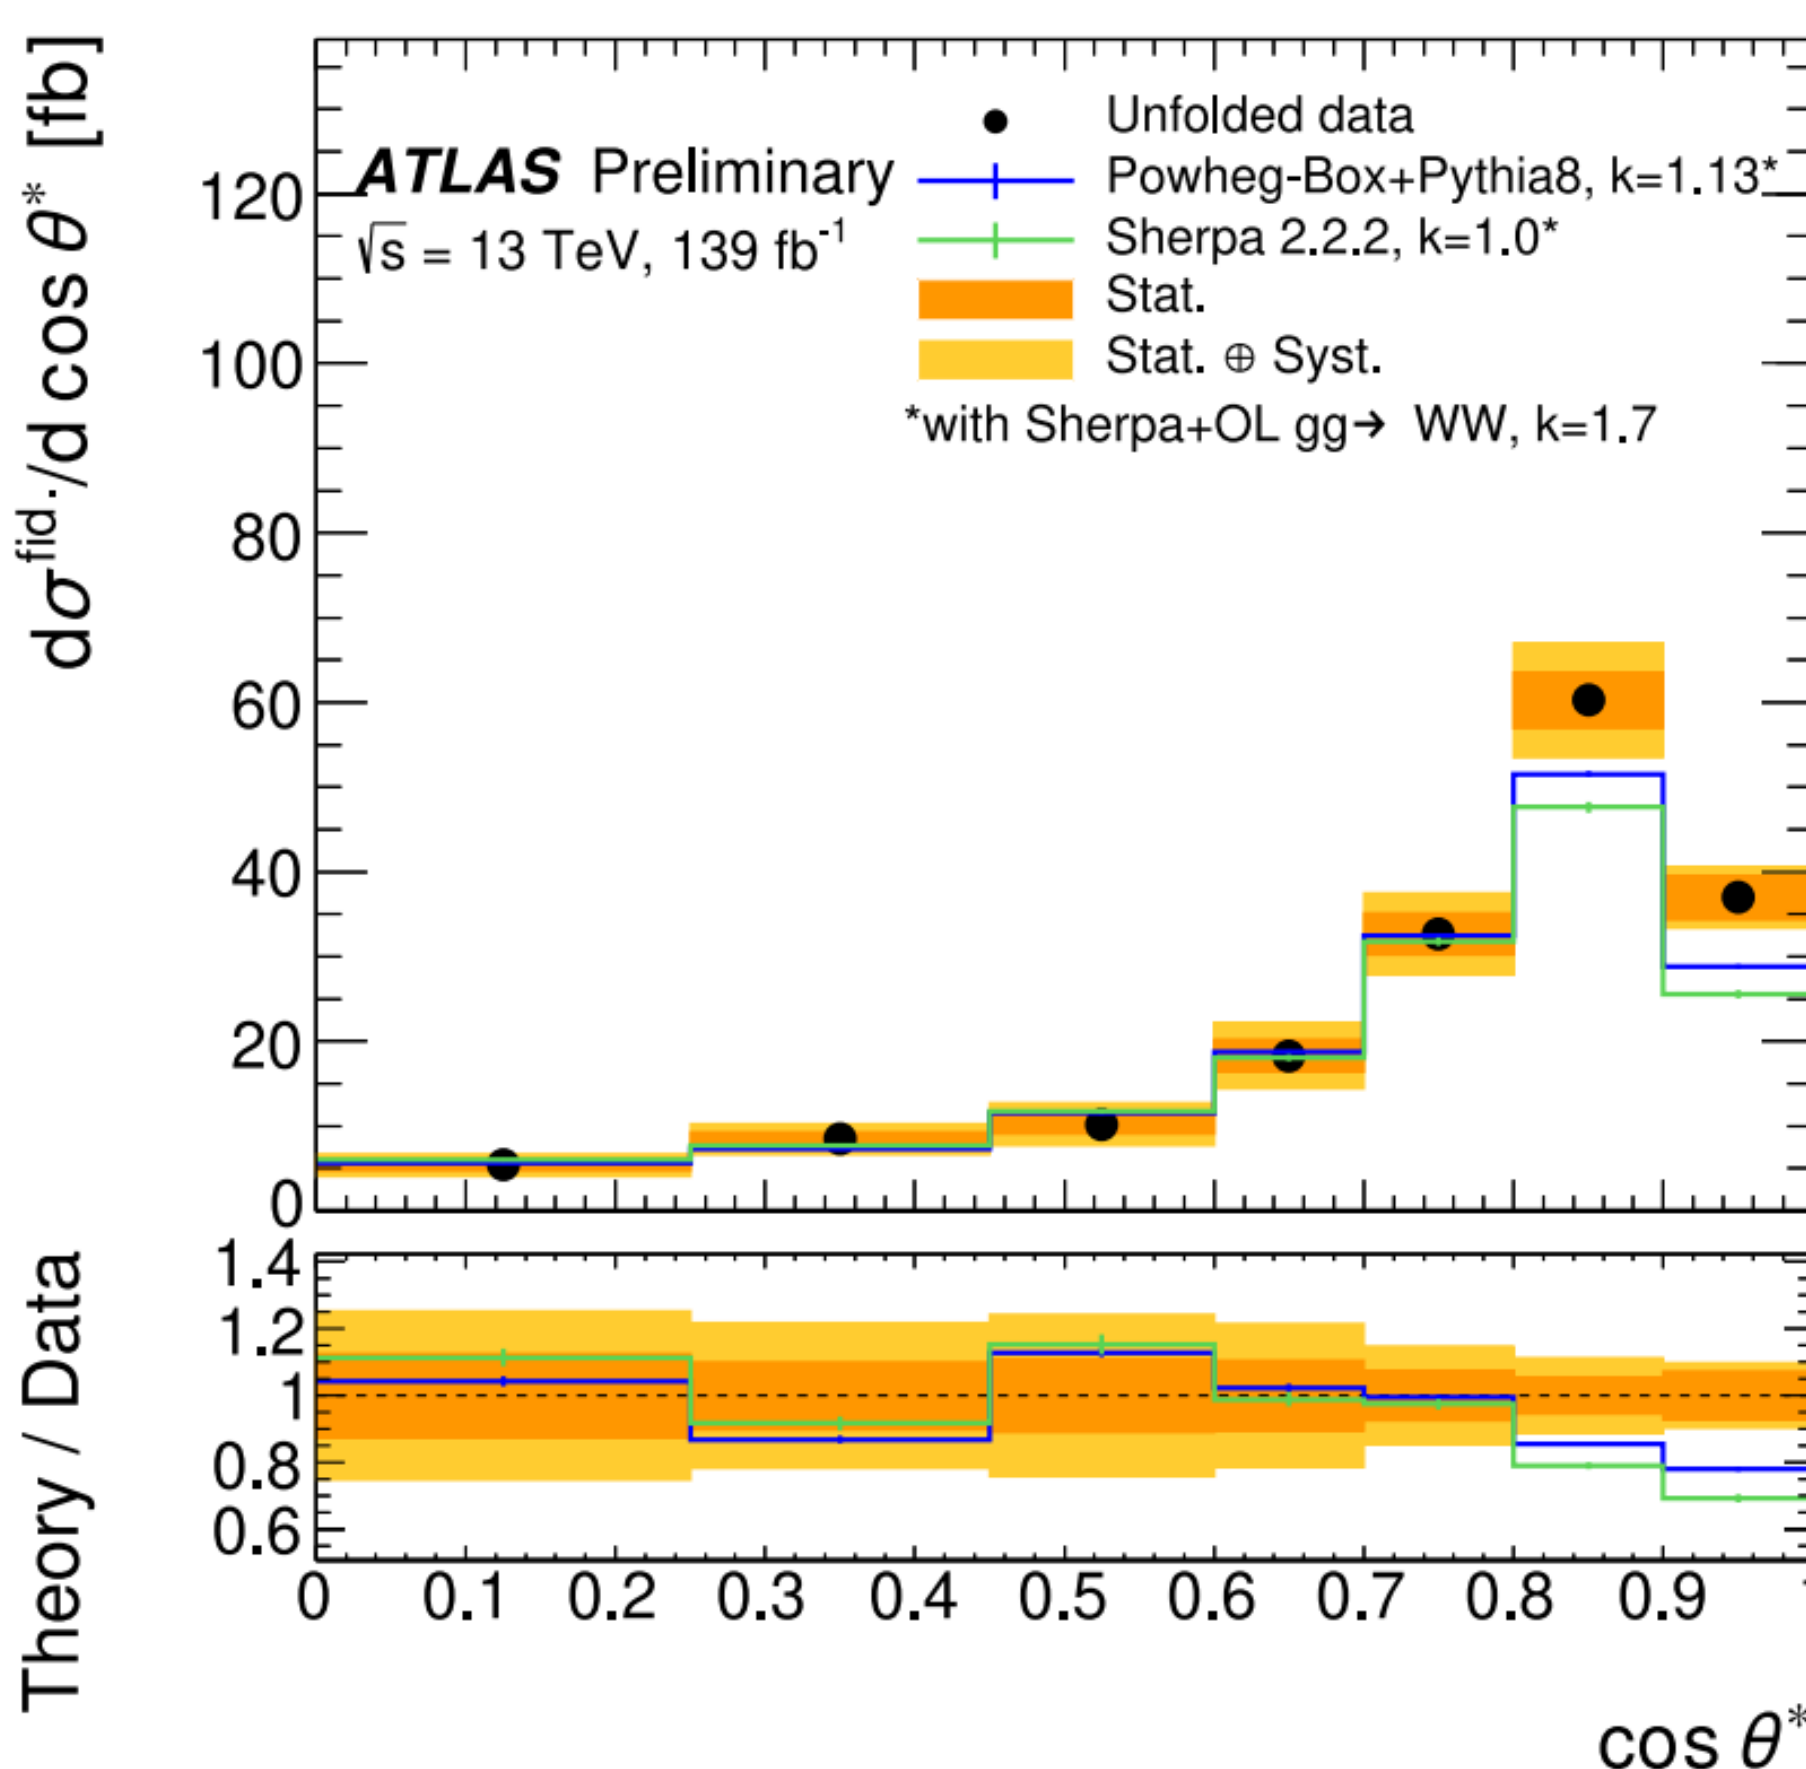 dσ^fid./d cos θ* [fb]
ATLAS Preliminary
√s = 13 TeV, 139 fb⁻¹
Unfolded data
Powheg-Box+Pythia8, k=1.13*
Sherpa 2.2.2, k=1.0*
Stat.
Stat. ⊕ Syst.
*with Sherpa+OL gg→ WW, k=1.7
120
100
80
60
40
20
0
Theory / Data
1.4
1.2
1
0.8
0.6
0 0.1 0.2 0.3 0.4 0.5 0.6 0.7 0.8 0.9
cos θ*